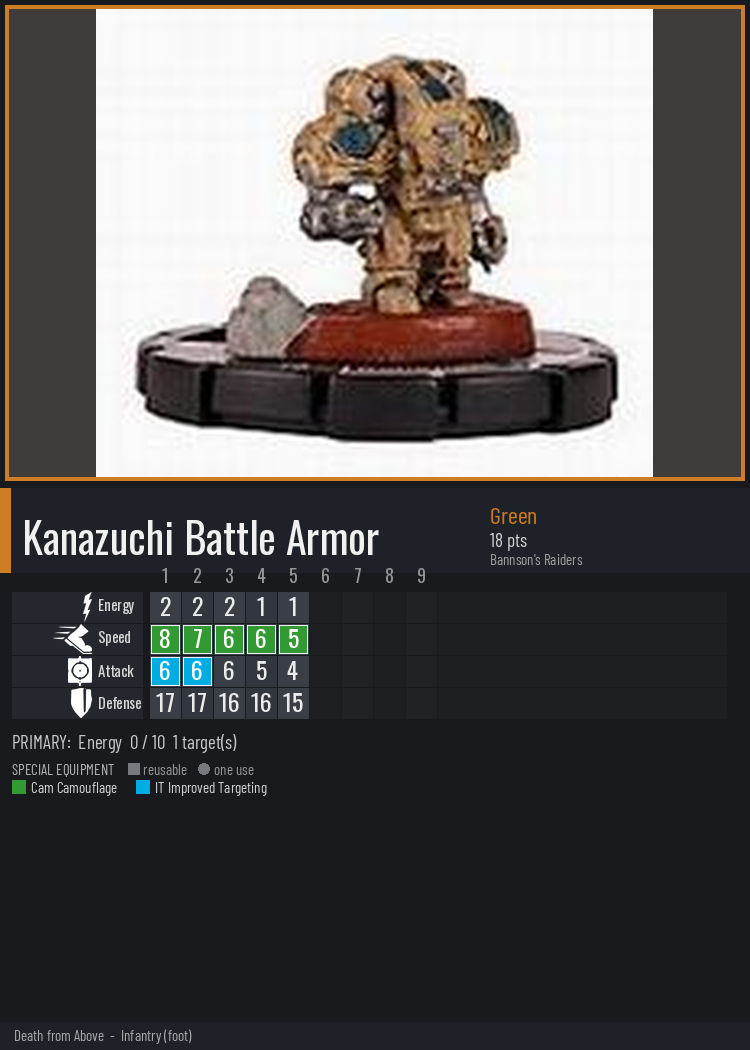 Kanazuchi Battle Armor
Green
18 pts
Bannson's Raiders
1 2 3 4 5 6 7 8 9
Energy 2 2 2 1 1
Speed 8 7 6 6 5
Attack 6 6 6 5 4
Defense 17 17 16 16 15
PRIMARY: Energy 0 / 10 1 target(s)
SPECIAL EQUIPMENT reusable one use
Cam Camouflage IT Improved Targeting
Death from Above - Infantry (foot)